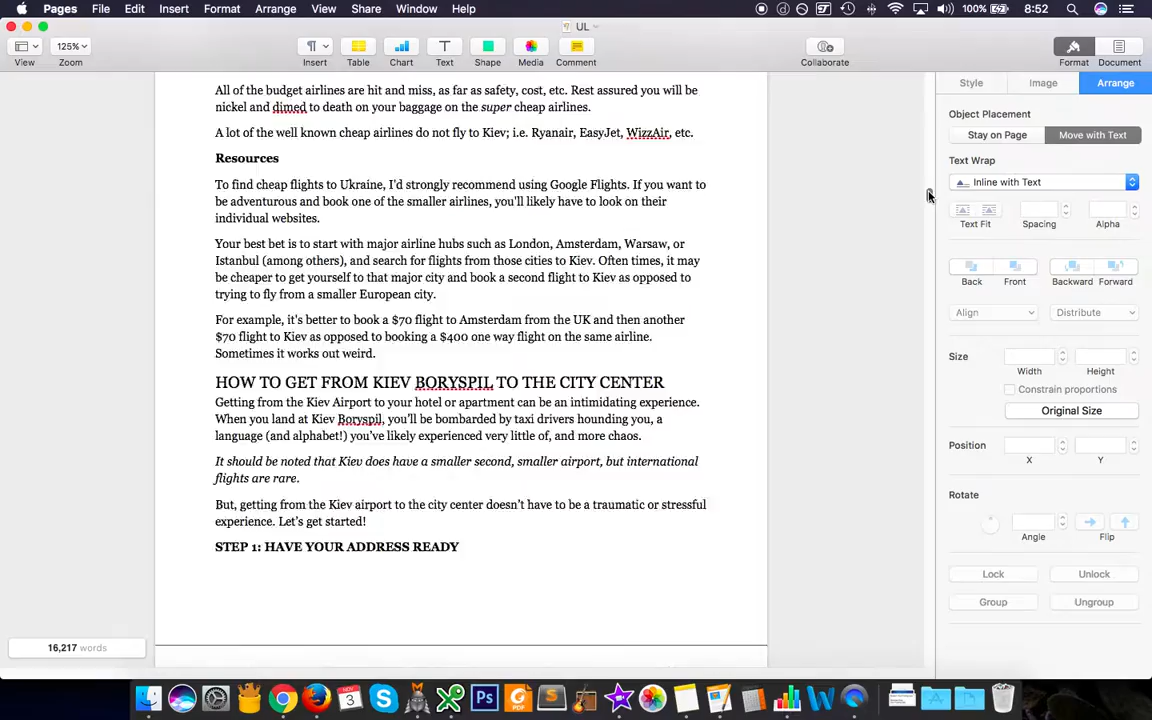 Pages File Edit Insert Format Arrange View Share Window Help 100% 8:52
UL
125%
View Zoom Insert Table Chart Text Shape Media Comment Collaborate Format Document
Style Image Arrange
All of the budget airlines are hit and miss, as far as safety, cost, etc. Rest assured you will be
nickel and dimed to death on your baggage on the super cheap airlines.
A lot of the well known cheap airlines do not fly to Kiev; i.e. Ryanair, EasyJet, WizzAir, etc.
Resources
To find cheap flights to Ukraine, I'd strongly recommend using Google Flights. If you want to
be adventurous and book one of the smaller airlines, you'll likely have to look on their
individual websites.
Your best bet is to start with major airline hubs such as London, Amsterdam, Warsaw, or
Istanbul (among others), and search for flights from those cities to Kiev. Often times, it may
be cheaper to get yourself to that major city and book a second flight to Kiev as opposed to
trying to fly from a smaller European city.
For example, it's better to book a $70 flight to Amsterdam from the UK and then another
$70 flight to Kiev as opposed to booking a $400 one way flight on the same airline.
Sometimes it works out weird.
HOW TO GET FROM KIEV BORYSPIL TO THE CITY CENTER
Getting from the Kiev Airport to your hotel or apartment can be an intimidating experience.
When you land at Kiev Boryspil, you'll be bombarded by taxi drivers hounding you, a
language (and alphabet!) you've likely experienced very little of, and more chaos.
It should be noted that Kiev does have a smaller second, smaller airport, but international
flights are rare.
But, getting from the Kiev airport to the city center doesn't have to be a traumatic or stressful
experience. Let's get started!
STEP 1: HAVE YOUR ADDRESS READY
16,217 words
Object Placement
Stay on Page Move with Text
Text Wrap
Inline with Text
Text Fit Spacing Alpha
Back Front Backward Forward
Align Distribute
Size
Width Height
Constrain proportions
Original Size
Position
X Y
Rotate
Angle Flip
Lock Unlock
Group Ungroup
NOV
3
Ps
PDF